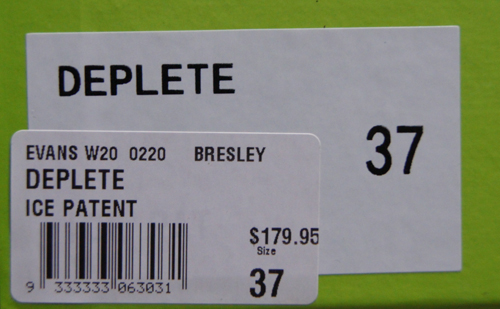 DEPLETE
37
EVANS W20 0220 BRESLEY
DEPLETE
ICE PATENT
$179.95
Size
37
9 333333 063031